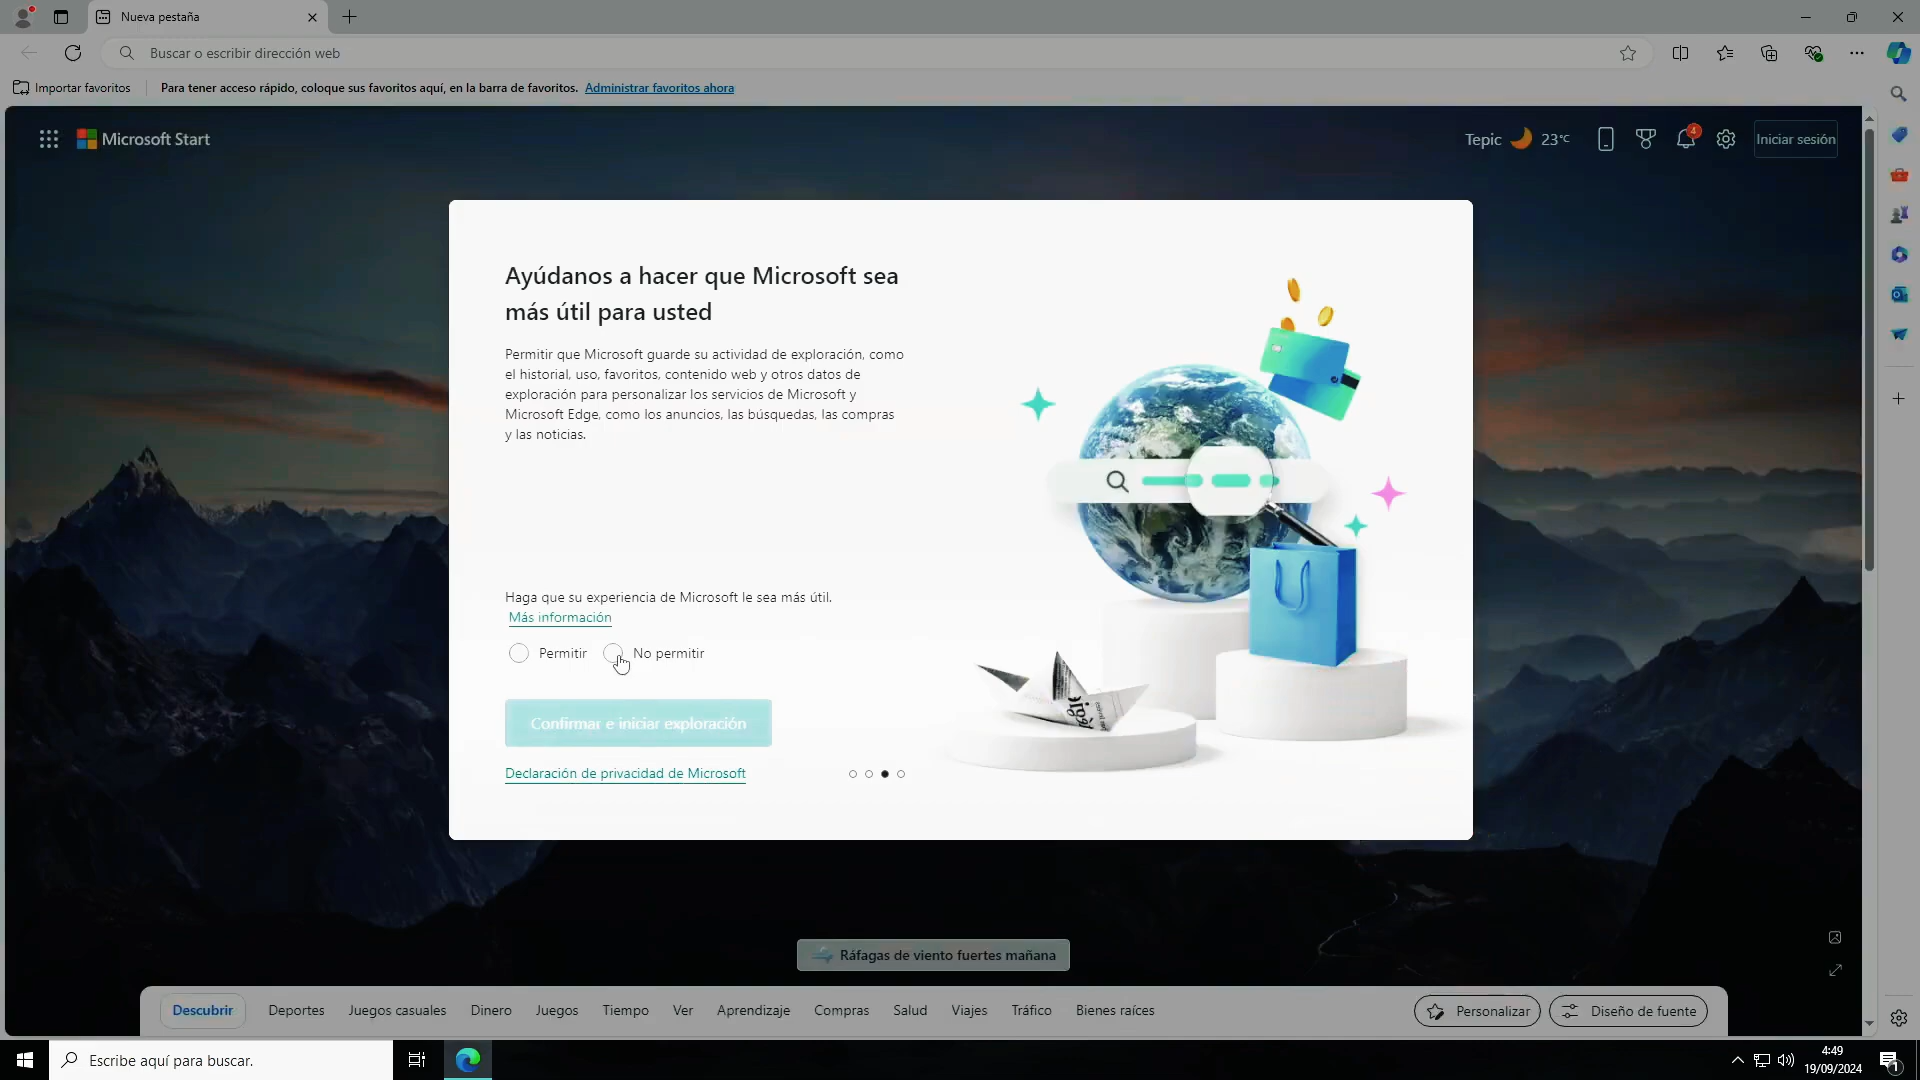 Nueva pestaña
Buscar o escribir dirección web
Importar favoritos
Para tener acceso rápido, coloque sus favoritos aquí, en la barra de favoritos. Administrar favoritos ahora
Microsoft Start
Tepic 23°C
4
Iniciar sesión
Ayúdanos a hacer que Microsoft sea
más útil para usted
Permitir que Microsoft guarde su actividad de exploración, como
el historial, uso, favoritos, contenido web y otros datos de
exploración para personalizar los servicios de Microsoft y
Microsoft Edge, como los anuncios, las búsquedas, las compras
y las noticias.
Haga que su experiencia de Microsoft le sea más útil.
Más información
Permitir No permitir
Confirmar e iniciar exploración
Declaración de privacidad de Microsoft
Ráfagas de viento fuertes mañana
Descubrir Deportes Juegos casuales Dinero Juegos Tiempo Ver Aprendizaje Compras Salud Viajes Tráfico Bienes raíces Personalizar Diseño de fuente
Escribe aquí para buscar.
4:49
19/09/2024
1